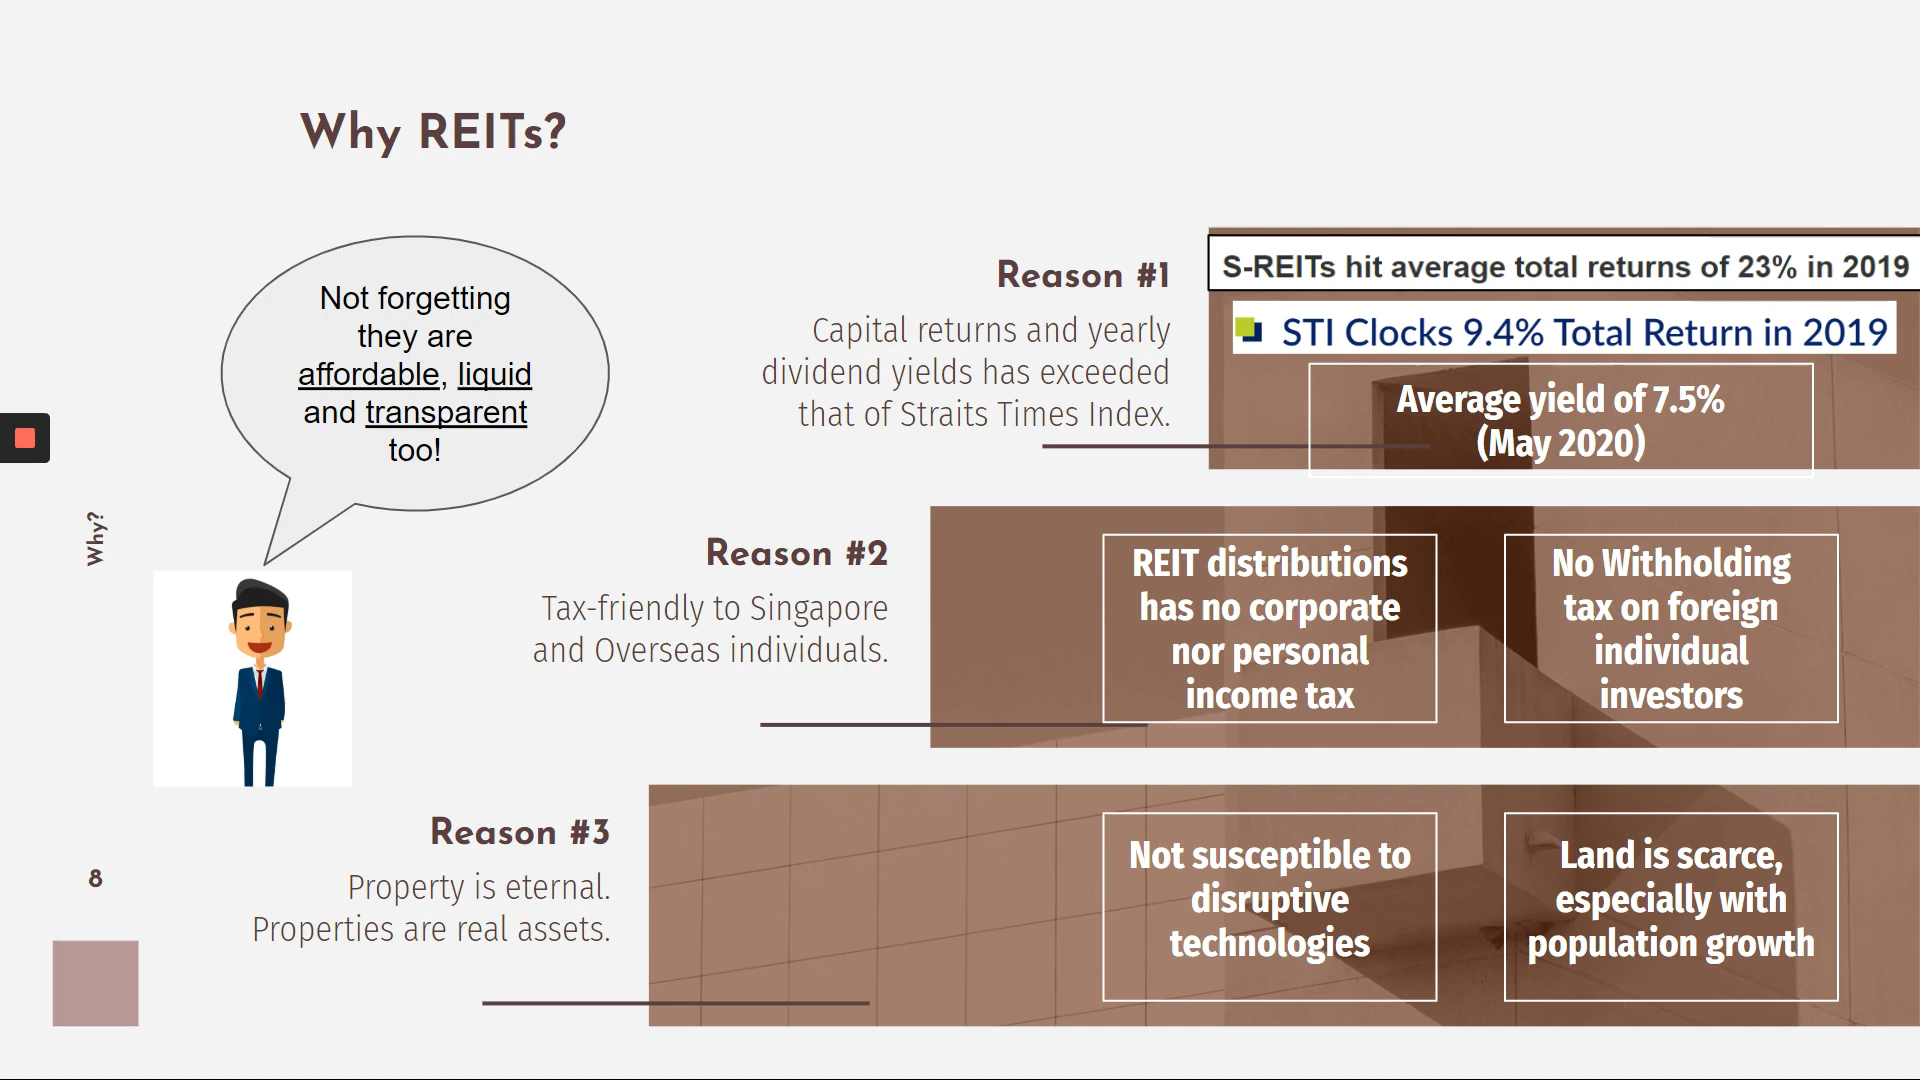 Why REITs?
Not forgetting
they are
affordable, liquid
and transparent
too!
Reason #1
Capital returns and yearly
dividend yields has exceeded
that of Straits Times Index.
S-REITs hit average total returns of 23% in 2019
STI Clocks 9.4% Total Return in 2019
Average yield of 7.5%
(May 2020)
Why?
Reason #2
Tax-friendly to Singapore
and Overseas individuals.
REIT distributions
has no corporate
nor personal
income tax
No Withholding
tax on foreign
individual
investors
Reason #3
Property is eternal.
Properties are real assets.
Not susceptible to
disruptive
technologies
Land is scarce,
especially with
population growth
8